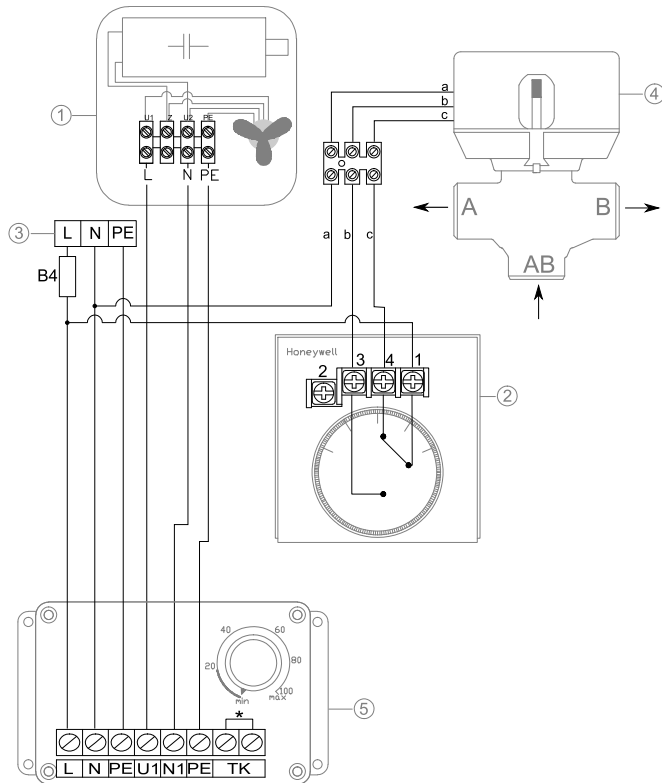 1
U1 Z U2 PE
L N PE
a
b
c
4
A B
AB
3
L N PE
B4
a b c
Honeywell
2 3 4 1
2
40 60
20 80
min max 100
*
5
L N PE U1 N1 PE TK